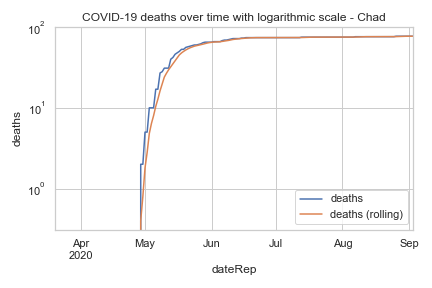 COVID-19 deaths over time with logarithmic scale - Chad
10²
10¹
10⁰
deaths
deaths
deaths (rolling)
Apr
2020
May
Jun
Jul
Aug
Sep
dateRep